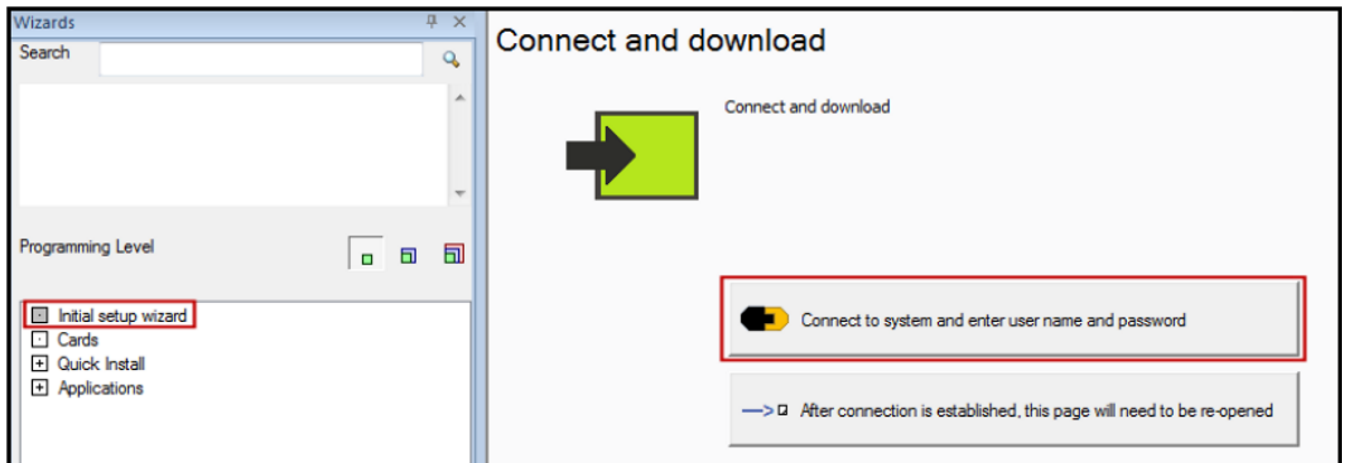 Wizards
Search
Programming Level
Initial setup wizard
Cards
Quick Install
Applications
Connect and download
Connect and download
Connect to system and enter user name and password
After connection is established, this page will need to be re-opened